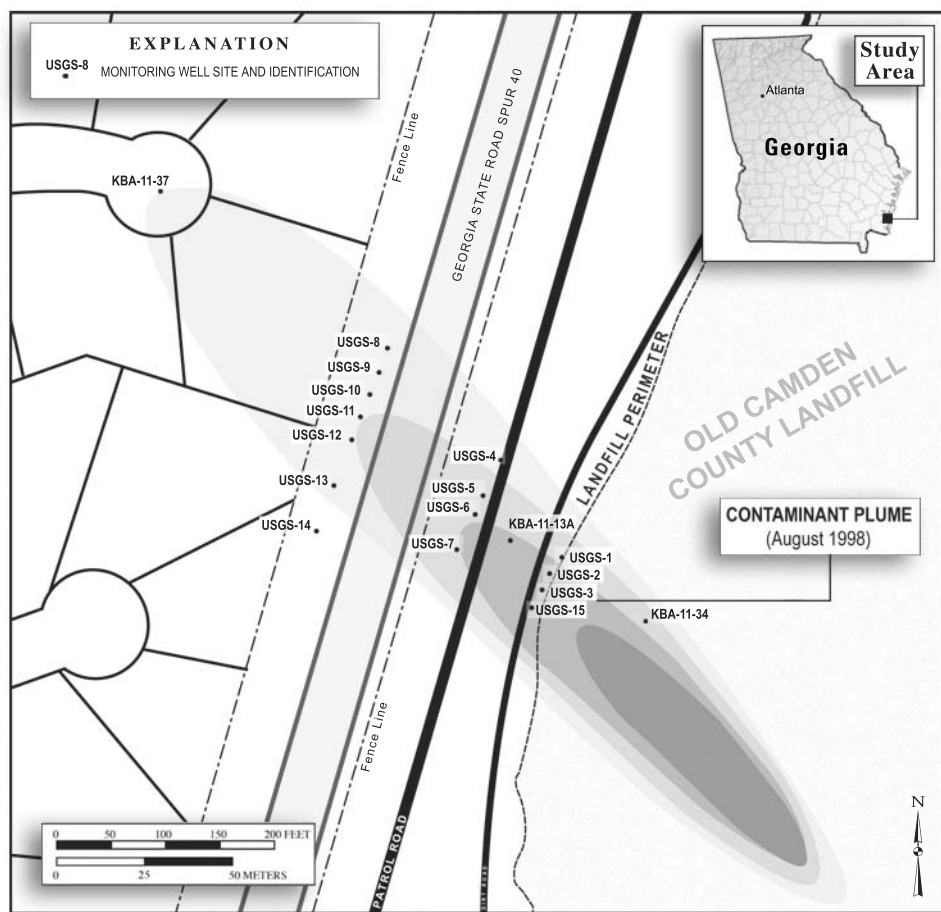 EXPLANATION
USGS-8
MONITORING WELL SITE AND IDENTIFICATION
Study
Area
Atlanta
Georgia
Fence Line
GEORGIA STATE ROAD SPUR 40
KBA-11-37
USGS-8
USGS-9
USGS-10
USGS-11
USGS-12
USGS-13
USGS-14
USGS-4
USGS-5
USGS-6
USGS-7
KBA-11-13A
LANDFILL PERIMETER
OLD CAMDEN
COUNTY LANDFILL
CONTAMINANT PLUME
(August 1998)
USGS-1
USGS-2
USGS-3
USGS-15
KBA-11-34
Fence Line
PATROL ROAD
N
0 50 100 150 200 FEET
0 25 50 METERS